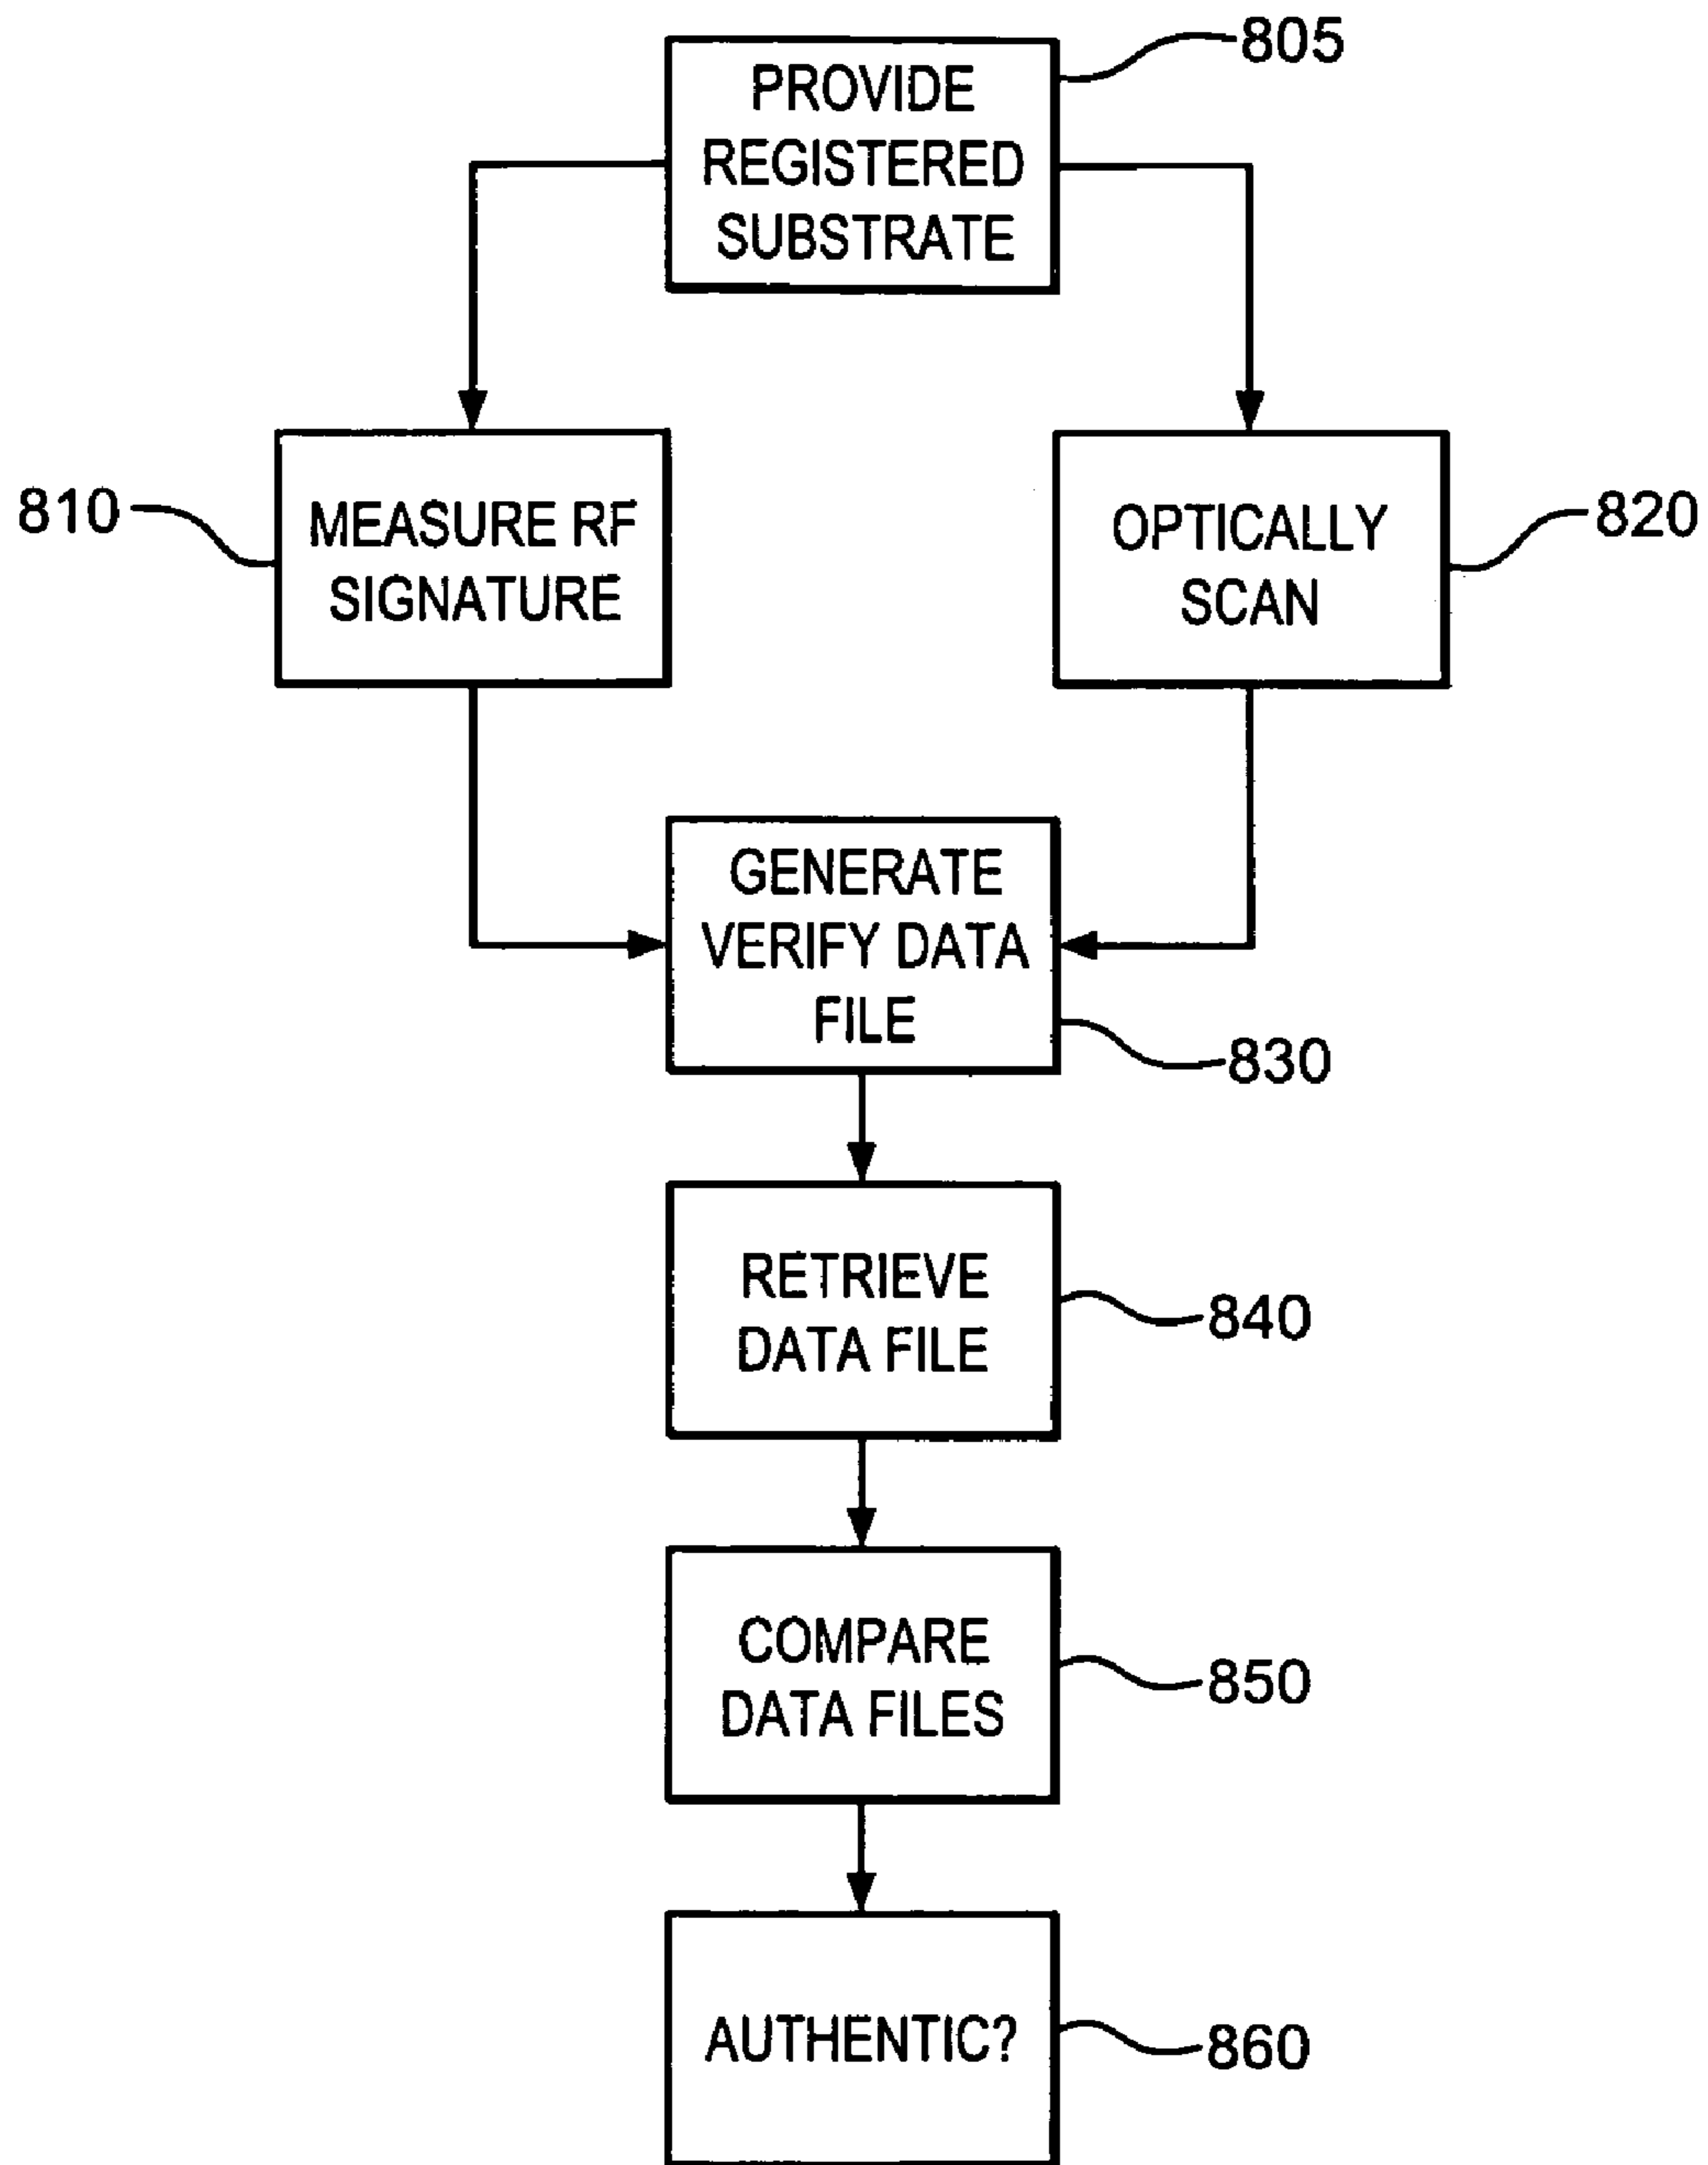 805
PROVIDE
REGISTERED
SUBSTRATE
810
MEASURE RF
SIGNATURE
OPTICALLY
SCAN
820
GENERATE
VERIFY DATA
FILE
830
RETRIEVE
DATA FILE
840
COMPARE
DATA FILES
850
AUTHENTIC?
860